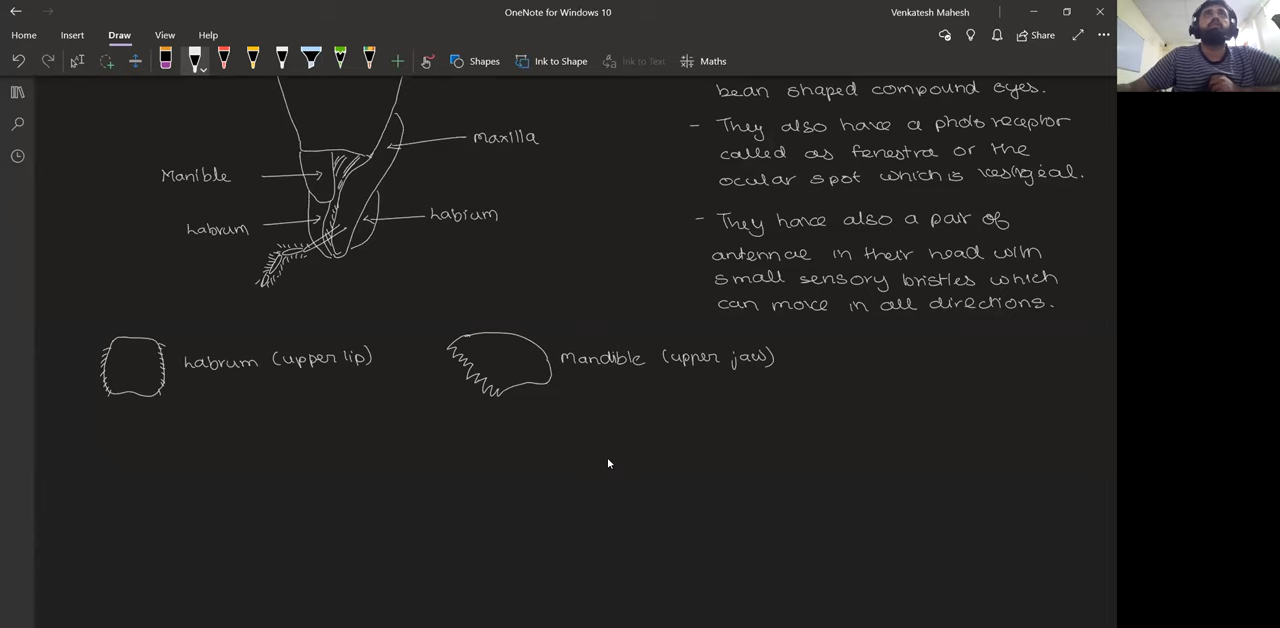 OneNote for Windows 10
Venkatesh Mahesh
Home Insert Draw View Help
Share
Shapes
Ink to Shape
Ink to Text
Maths
bean shaped compound eyes.
- They also have a photo receptor
called as fenestra or the
ocular spot which is
- They have also a pair of
antennae in their head with
small sensory bristles which
can move in all directions.
Maxilla
Manible
labrum
labium
labrum (upper lip)
Mandible (upper jaw)